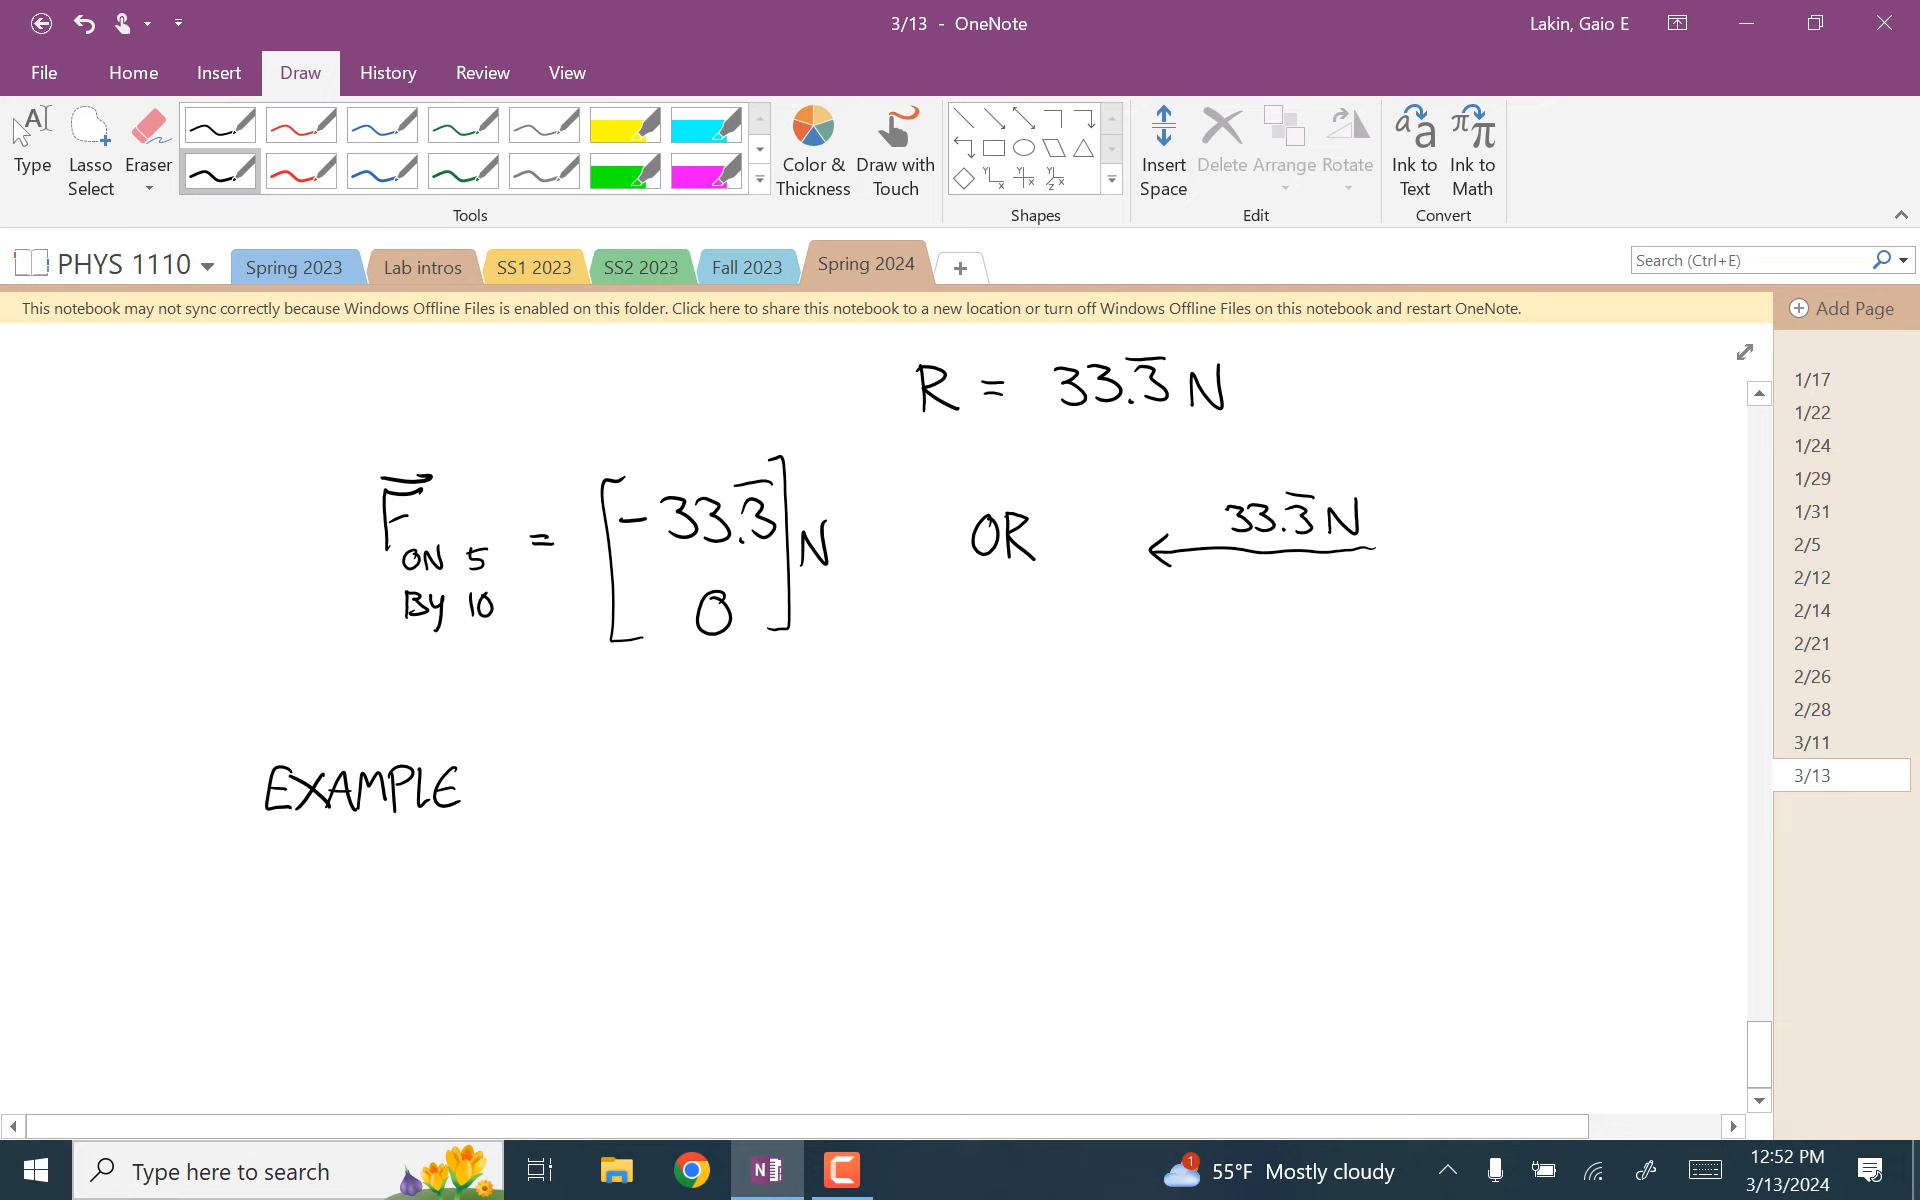 3/13 - OneNote
Lakin, Gaio E
File Home Insert Draw History Review View
Type
Lasso Select
Eraser
Color & Thickness
Draw with Touch
Insert Space
Delete
Arrange
Rotate
Ink to Text
Ink to Math
Tools
Shapes
Edit
Convert
PHYS 1110
Spring 2023
Lab intros
SS1 2023
SS2 2023
Fall 2023
Spring 2024
Search (Ctrl+E)
This notebook may not sync correctly because Windows Offline Files is enabled on this folder. Click here to share this notebook to a new location or turn off Windows Offline Files on this notebook and restart OneNote.
Add Page
R = 33.3̅ N
F⃗ ON 5 BY 10 = [-33.3̅ 0] N OR 33.3̅ N
EXAMPLE
1/17
1/22
1/24
1/29
1/31
2/5
2/12
2/14
2/21
2/26
2/28
3/11
3/13
Type here to search
1
55°F Mostly cloudy
12:52 PM
3/13/2024